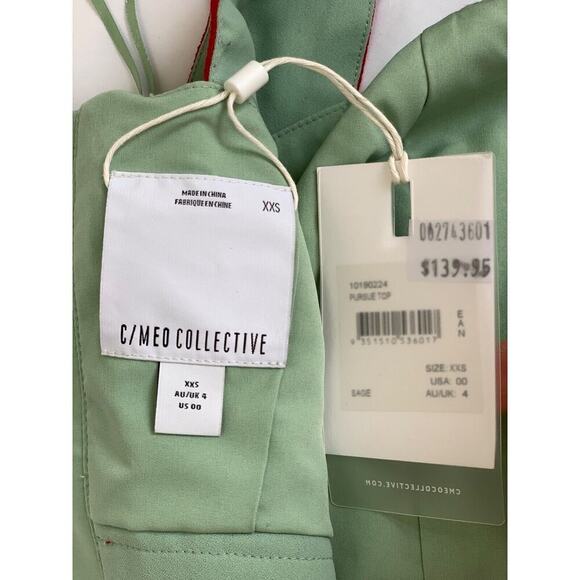 MADE IN CHINA
FABRIQUE EN CHINE
XXS
C/MEO COLLECTIVE
XXS
AU/UK 4
US 00
002743601
$139.95
10190224
PURSUE TOP
EAN
9 351510 536017
SIZE: XXS
USA: 00
SAGE
AU/UK: 4
CMEOCOLLECTIVE.COM